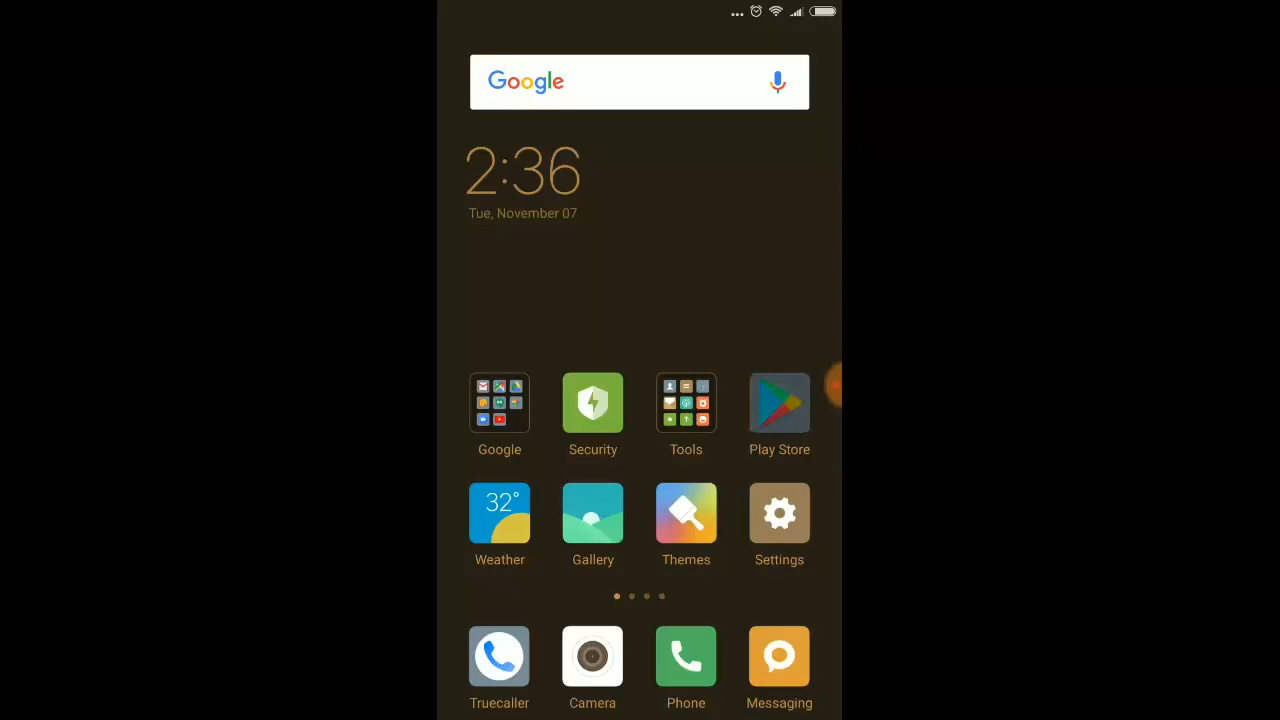 Google
2:36
Tue, November 07
Google
Security
Tools
Play Store
32°
Weather
Gallery
Themes
Settings
Truecaller
Camera
Phone
Messaging